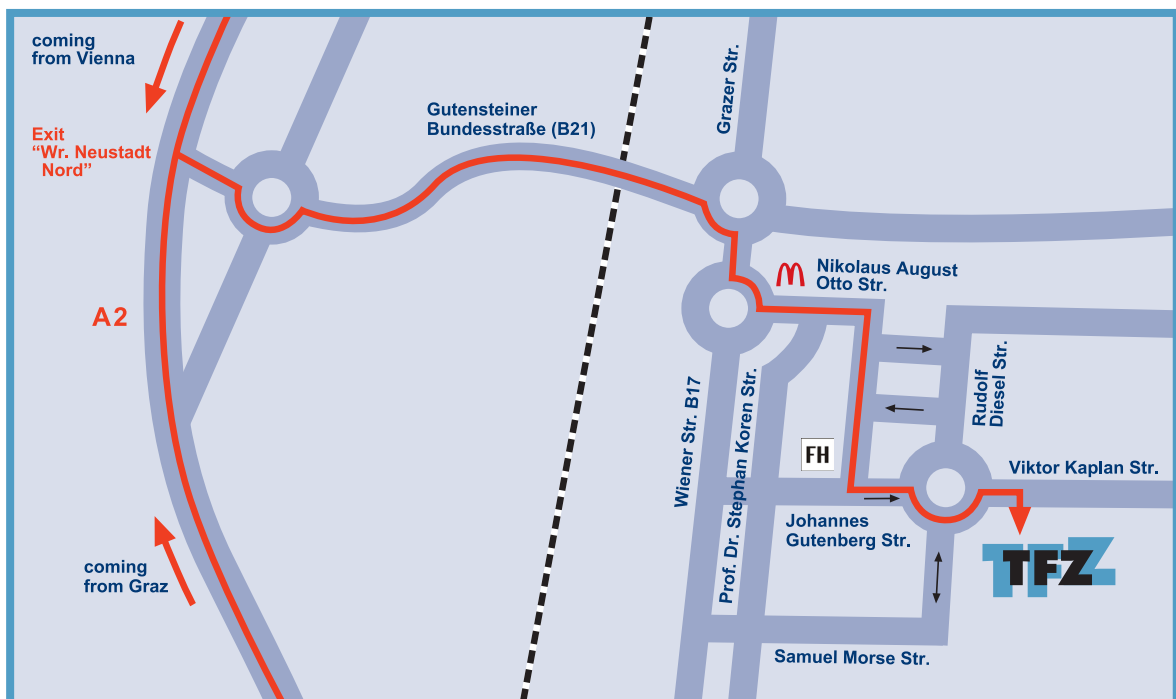 coming
from Vienna
Exit
“Wr. Neustadt
Nord”
A2
coming
from Graz
Gutensteiner
Bundesstraße (B21)
Grazer Str.
Nikolaus August
Otto Str.
Wiener Str. B17
Prof. Dr. Stephan Koren Str.
Rudolf
Diesel Str.
FH
Viktor Kaplan Str.
Johannes
Gutenberg Str.
TFZ
Samuel Morse Str.